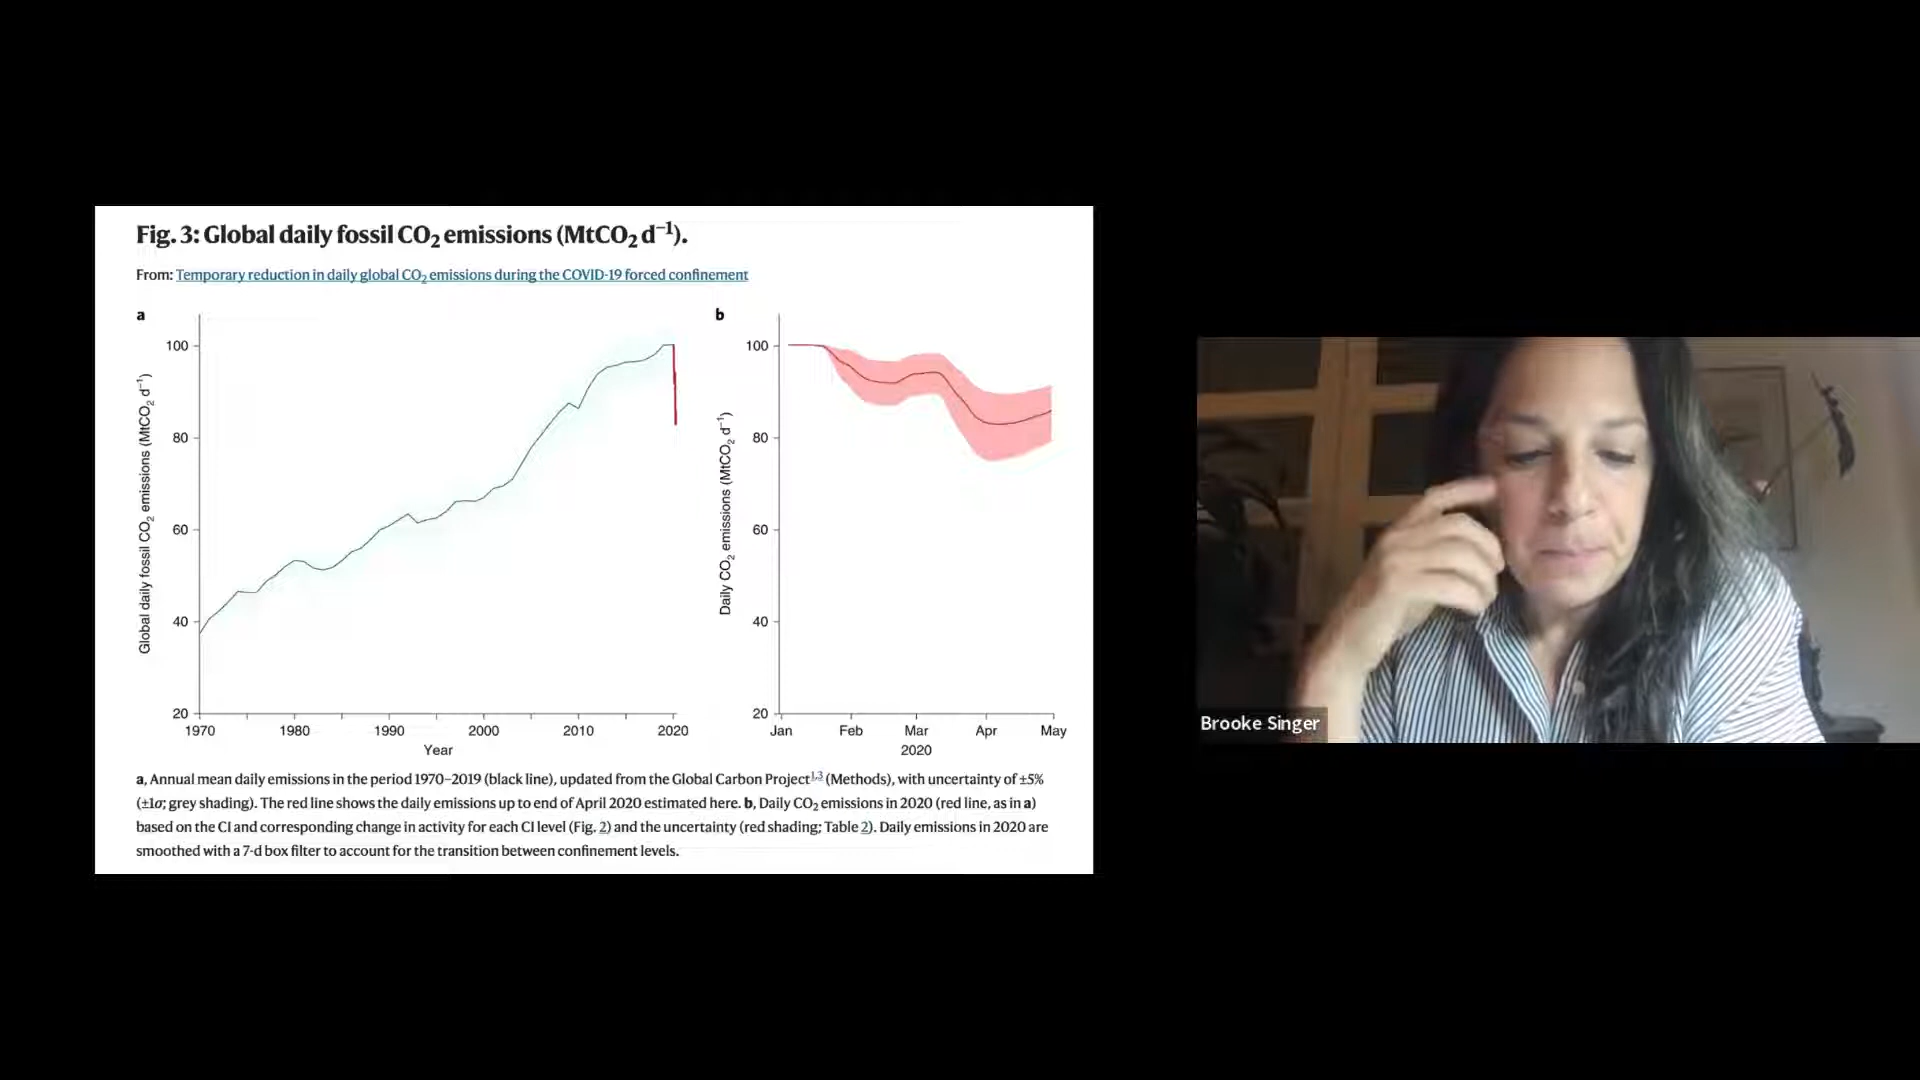 Fig. 3: Global daily fossil CO₂ emissions (MtCO₂ d⁻¹).
From: Temporary reduction in daily global CO₂ emissions during the COVID-19 forced confinement
a
Global daily fossil CO₂ emissions (MtCO₂ d⁻¹)
100
80
60
40
20
1970 1980 1990 2000 2010 2020
Year
b
Daily CO₂ emissions (MtCO₂ d⁻¹)
100
80
60
40
20
Jan Feb Mar Apr May
2020
a, Annual mean daily emissions in the period 1970–2019 (black line), updated from the Global Carbon Project¹,³ (Methods), with uncertainty of ±5%
(±1σ; grey shading). The red line shows the daily emissions up to end of April 2020 estimated here. b, Daily CO₂ emissions in 2020 (red line, as in a)
based on the CI and corresponding change in activity for each CI level (Fig. 2) and the uncertainty (red shading; Table 2). Daily emissions in 2020 are
smoothed with a 7-d box filter to account for the transition between confinement levels.
Brooke Singer